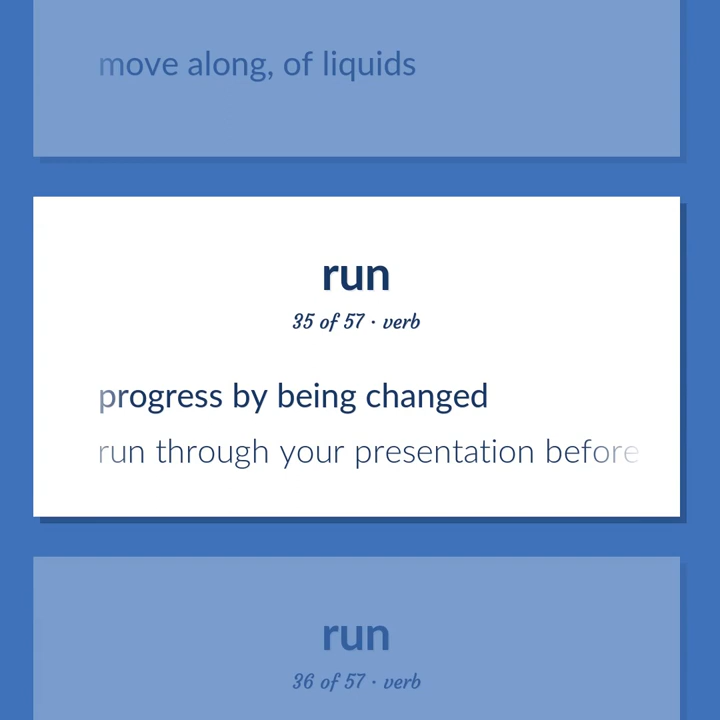 move along, of liquids
run
35 of 57 · verb
progress by being changed
run through your presentation before
run
36 of 57 · verb